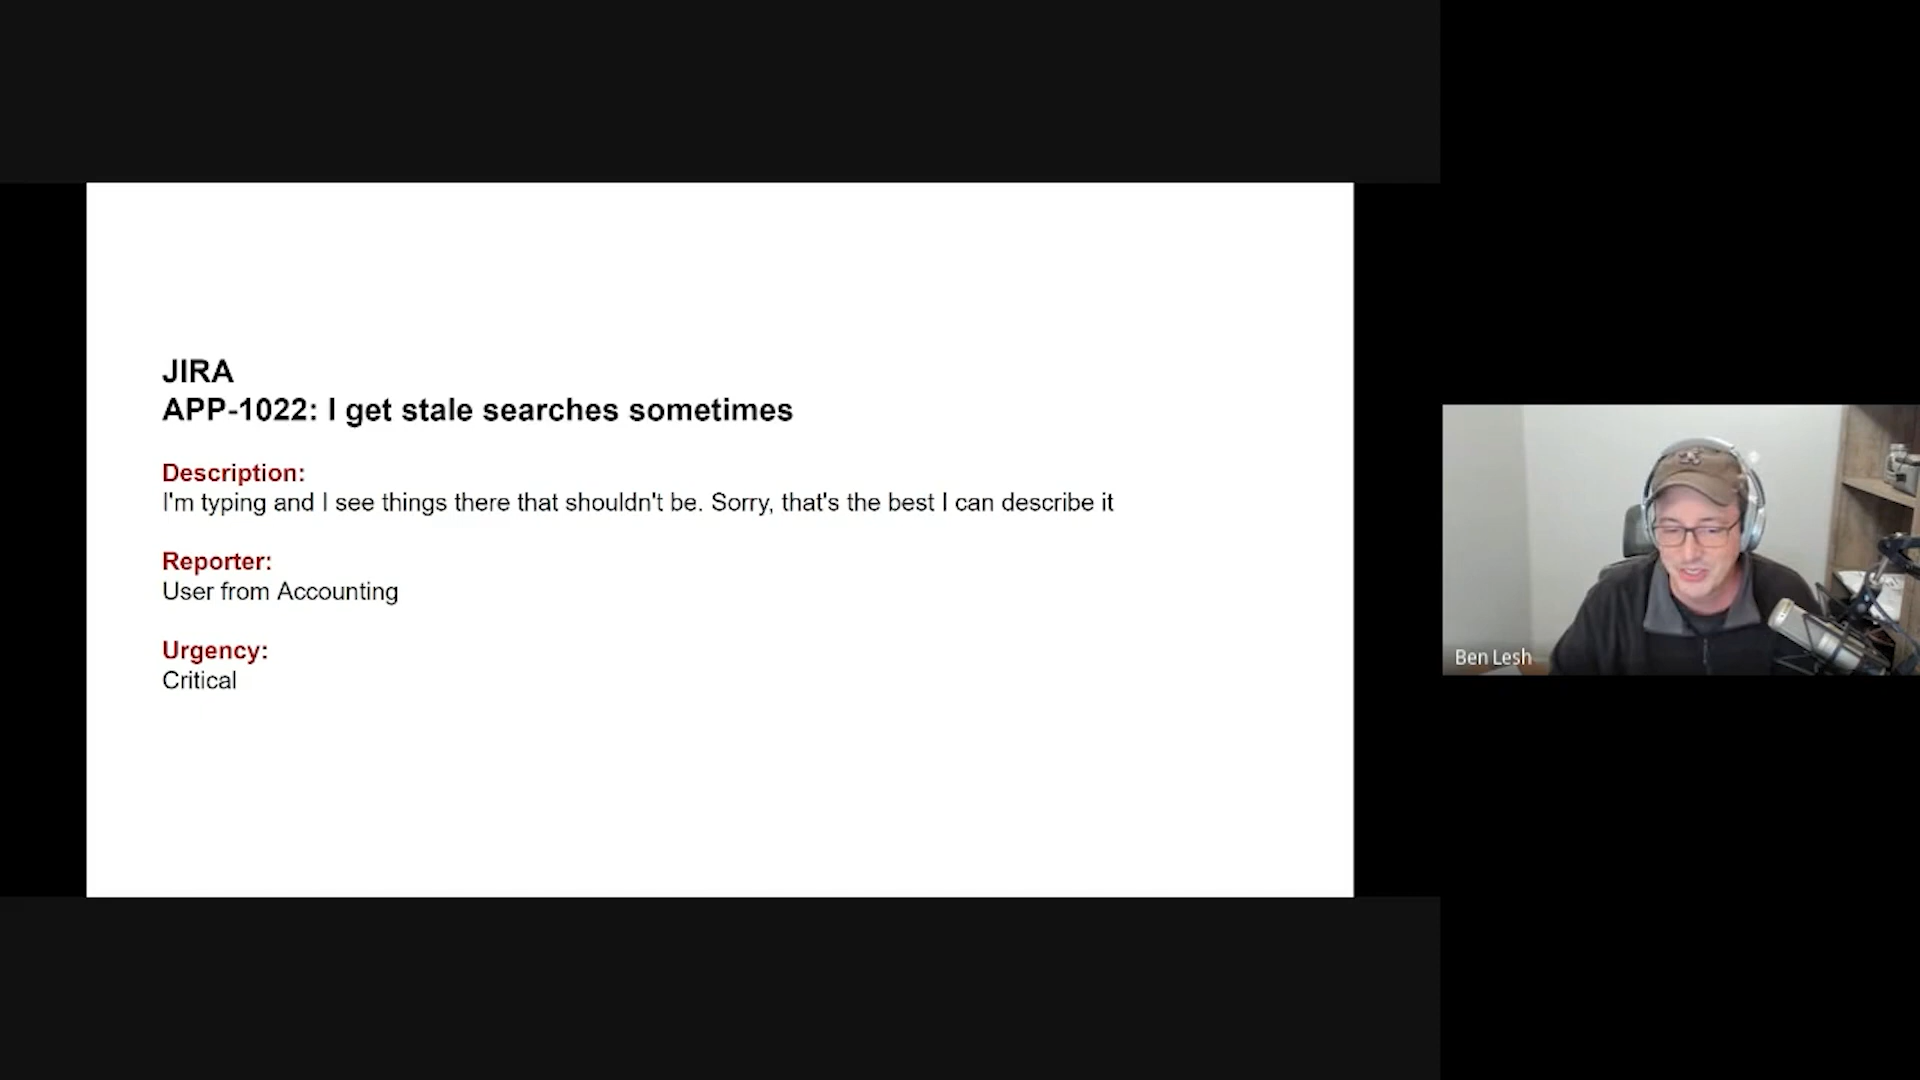 JIRA
APP-1022: I get stale searches sometimes
Description:
I'm typing and I see things there that shouldn't be. Sorry, that's the best I can describe it
Reporter:
User from Accounting
Urgency:
Critical
Ben Lesh